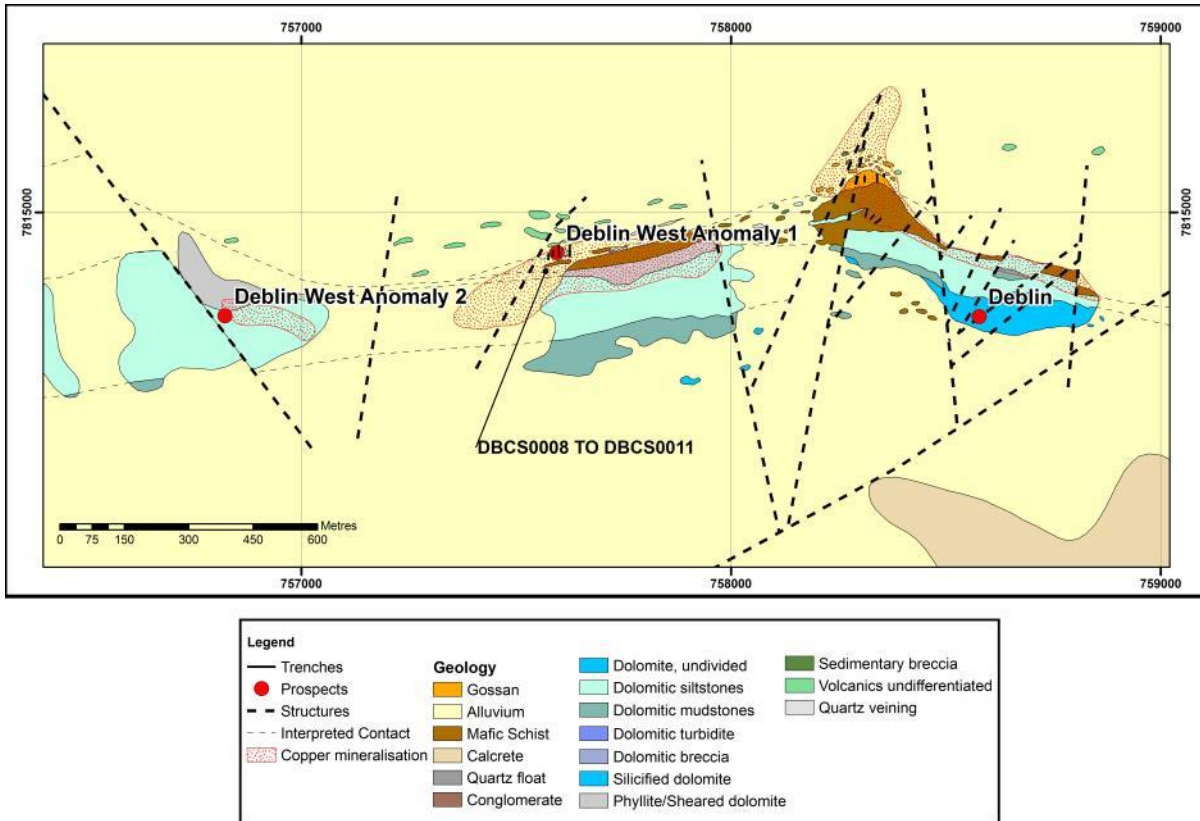 757000 758000 759000
7815000 7815000
Deblin West Anomaly 1
Deblin West Anomaly 2
Deblin
DBCS0008 TO DBCS0011
Metres
0 75 150 300 450 600
757000 758000 759000
Legend
Trenches
Prospects
Structures
Interpreted Contact
Copper mineralisation
Geology
Gossan
Alluvium
Mafic Schist
Calcrete
Quartz float
Conglomerate
Dolomite, undivided
Dolomitic siltstones
Dolomitic mudstones
Dolomitic turbidite
Dolomitic breccia
Silicified dolomite
Phyllite/Sheared dolomite
Sedimentary breccia
Volcanics undifferentiated
Quartz veining